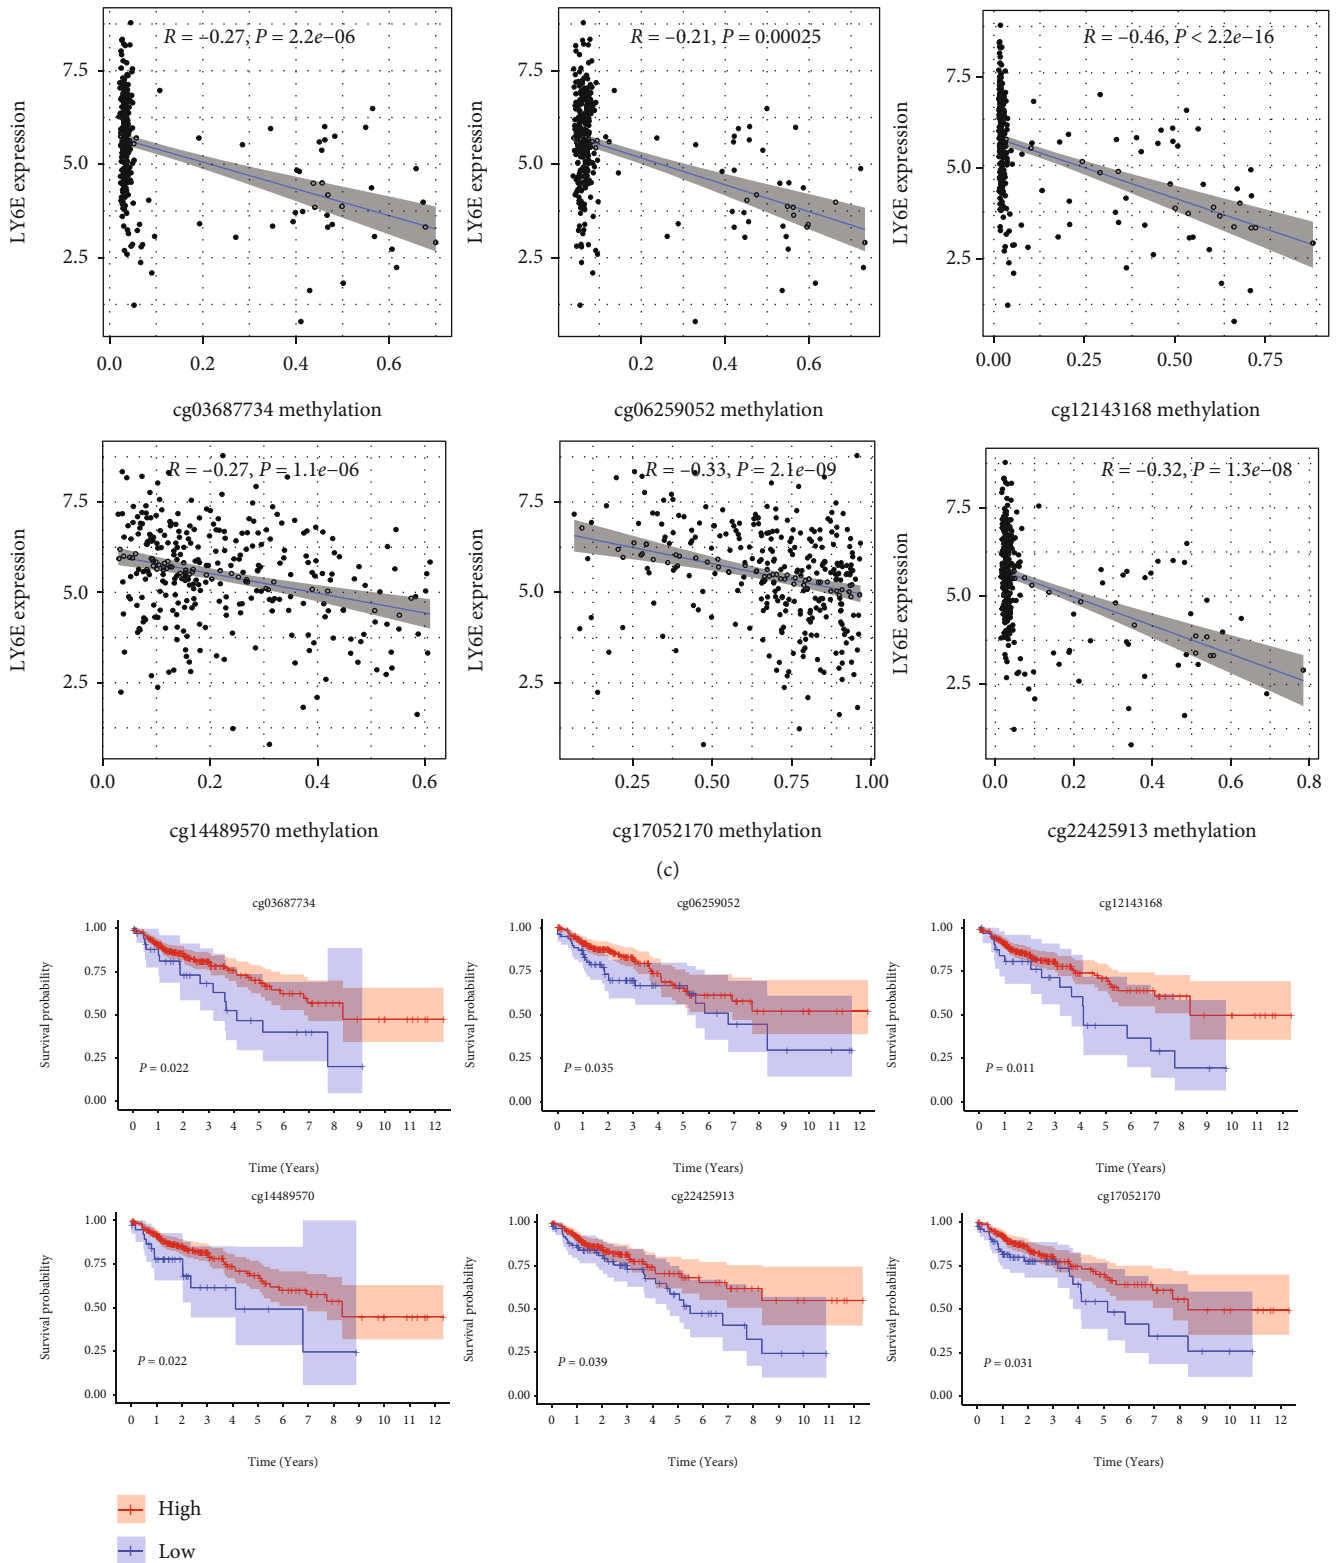 R = −0.27, P = 2.2e−06
R = −0.21, P = 0.00025
R = −0.46, P < 2.2e−16
LY6E expression
7.5
5.0
2.5
0.0 0.2 0.4 0.6
cg03687734 methylation
LY6E expression
7.5
5.0
2.5
0.0 0.2 0.4 0.6
cg06259052 methylation
LY6E expression
7.5
5.0
2.5
0.00 0.25 0.50 0.75
cg12143168 methylation
R = −0.27, P = 1.1e−06
R = −0.33, P = 2.1e−09
R = −0.32, P = 1.3e−08
LY6E expression
7.5
5.0
2.5
0.0 0.2 0.4 0.6
cg14489570 methylation
LY6E expression
7.5
5.0
2.5
0.25 0.50 0.75 1.00
cg17052170 methylation
LY6E expression
7.5
5.0
2.5
0.0 0.2 0.4 0.6 0.8
cg22425913 methylation
(c)
cg03687734
Survival probability
1.00
0.75
0.50
0.25
0.00
P = 0.022
0 1 2 3 4 5 6 7 8 9 10 11 12
Time (Years)
cg06259052
Survival probability
1.00
0.75
0.50
0.25
0.00
P = 0.035
0 1 2 3 4 5 6 7 8 9 10 11 12
Time (Years)
cg12143168
Survival probability
1.00
0.75
0.50
0.25
0.00
P = 0.011
0 1 2 3 4 5 6 7 8 9 10 11 12
Time (Years)
cg14489570
Survival probability
1.00
0.75
0.50
0.25
0.00
P = 0.022
0 1 2 3 4 5 6 7 8 9 10 11 12
Time (Years)
cg22425913
Survival probability
1.00
0.75
0.50
0.25
0.00
P = 0.039
0 1 2 3 4 5 6 7 8 9 10 11 12
Time (Years)
cg17052170
Survival probability
1.00
0.75
0.50
0.25
0.00
P = 0.031
0 1 2 3 4 5 6 7 8 9 10 11 12
Time (Years)
High
Low